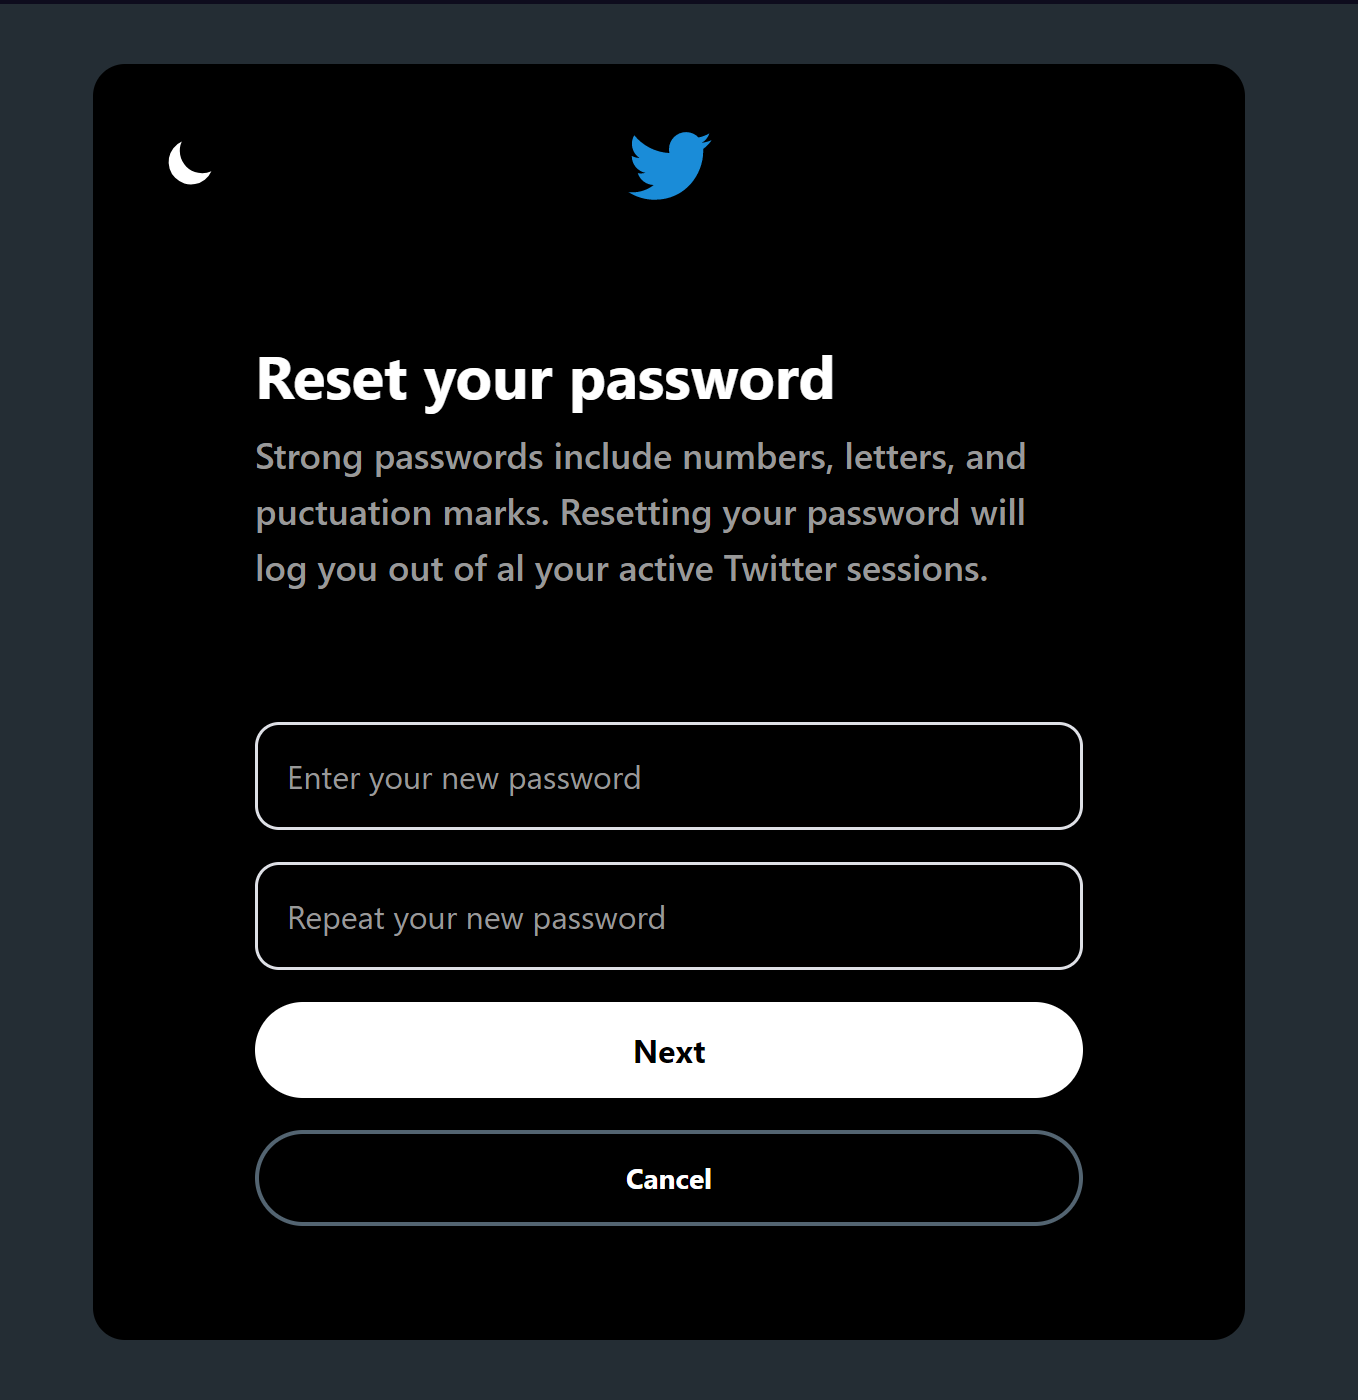 Reset your password
Strong passwords include numbers, letters, and
puctuation marks. Resetting your password will
log you out of al your active Twitter sessions.
Enter your new password
Repeat your new password
Next
Cancel